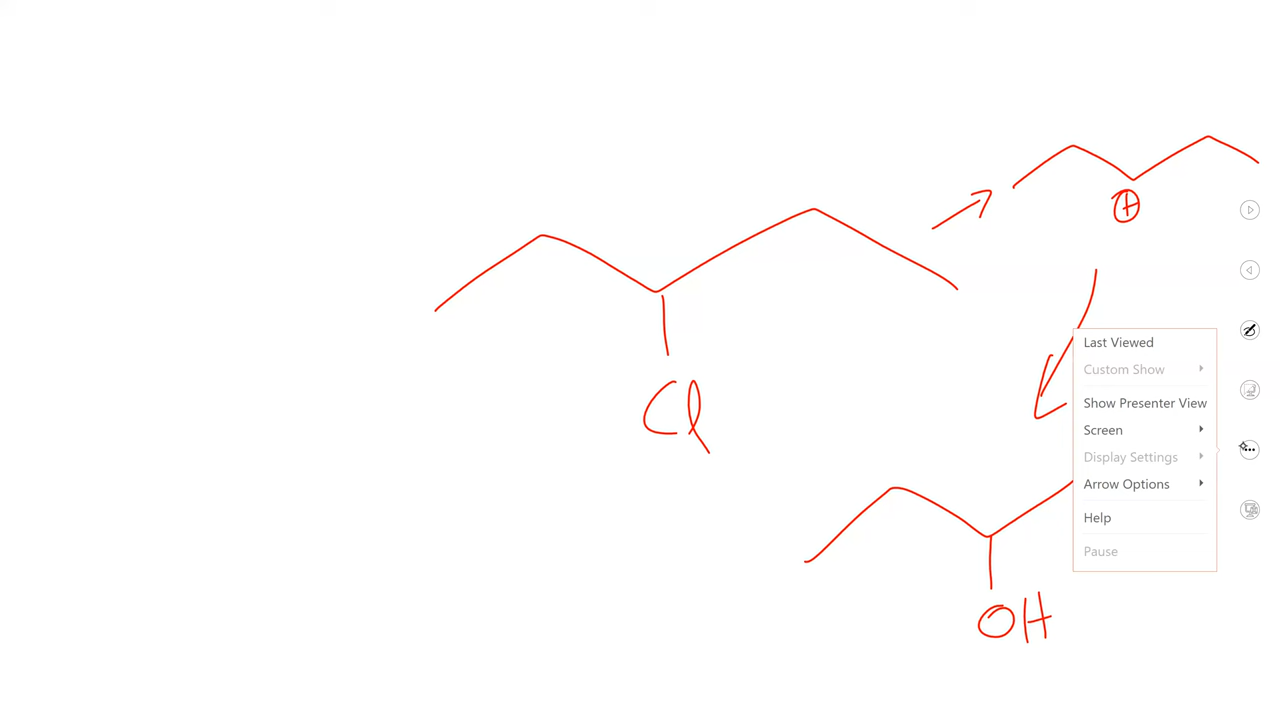 +
Cl
OH
Last Viewed
Custom Show
Show Presenter View
Screen
Display Settings
Arrow Options
Help
Pause